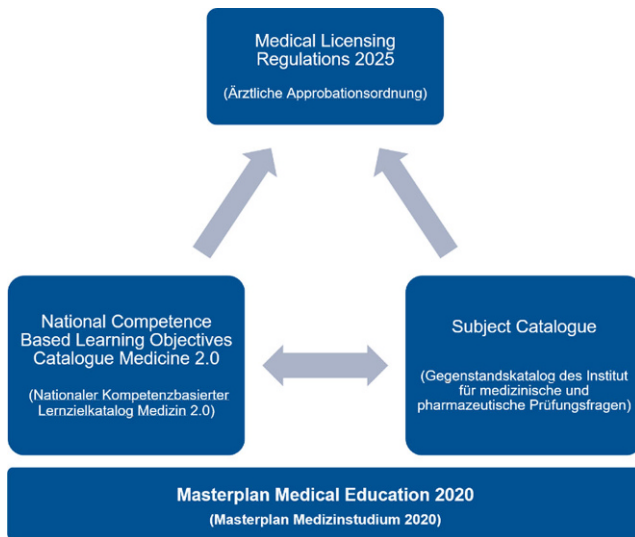 Medical Licensing
Regulations 2025
(Ärztliche Approbationsordnung)
National Competence
Based Learning Objectives
Catalogue Medicine 2.0
(Nationaler Kompetenzbasierter
Lernzielkatalog Medizin 2.0)
Subject Catalogue
(Gegenstandskatalog des Institut
für medizinische und
pharmazeutische Prüfungsfragen)
Masterplan Medical Education 2020
(Masterplan Medizinstudium 2020)